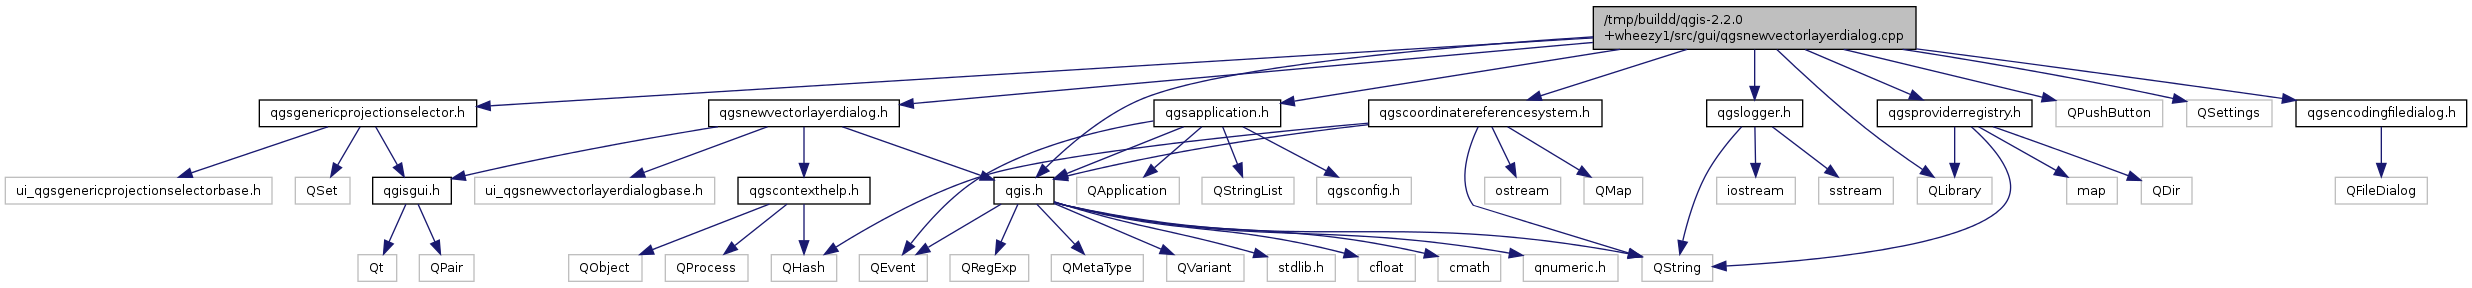 /tmp/buildd/qgis-2.2.0
+wheezy1/src/gui/qgsnewvectorlayerdialog.cpp
qgsgenericprojectionselector.h
qgsnewvectorlayerdialog.h
qgsapplication.h
qgscoordinatereferencesystem.h
qgslogger.h
qgsproviderregistry.h
QPushButton
QSettings
qgsencodingfiledialog.h
ui_qgsgenericprojectionselectorbase.h
QSet
qgisgui.h
ui_qgsnewvectorlayerdialogbase.h
qgscontexthelp.h
qgis.h
QApplication
QStringList
qgsconfig.h
ostream
QMap
iostream
sstream
QLibrary
map
QDir
QFileDialog
Qt
QPair
QObject
QProcess
QHash
QEvent
QRegExp
QMetaType
QVariant
stdlib.h
cfloat
cmath
qnumeric.h
QString